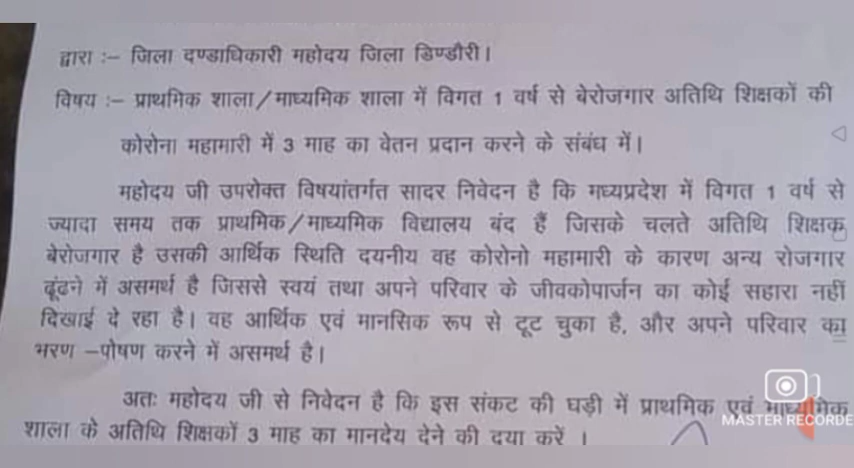 द्वारा :– जिला दण्डाधिकारी महोदय जिला डिण्डौरी।
विषय :– प्राथमिक शाला/माध्यमिक शाला में विगत 1 वर्ष से बेरोजगार अतिथि शिक्षकों की
कोरोना महामारी में 3 माह का वेतन प्रदान करने के संबंध में।
महोदय जी उपरोक्त विषयांतर्गत सादर निवेदन है कि मध्यप्रदेश में विगत 1 वर्ष से
ज्यादा समय तक प्राथमिक/माध्यमिक विद्यालय बंद हैं जिसके चलते अतिथि शिक्षक
बेरोजगार है उसकी आर्थिक स्थिति दयनीय वह कोरोनो महामारी के कारण अन्य रोजगार
ढूंढने में असमर्थ है जिससे स्वयं तथा अपने परिवार के जीवकोपार्जन का कोई सहारा नहीं
दिखाई दे रहा है। वह आर्थिक एवं मानसिक रूप से टूट चुका है, और अपने परिवार का
भरण –पोषण करने में असमर्थ है।
अतः महोदय जी से निवेदन है कि इस संकट की घड़ी में प्राथमिक एवं माध्यमिक
शाला के अतिथि शिक्षकों 3 माह का मानदेय देने की दया करें ।
MASTER RECORDE